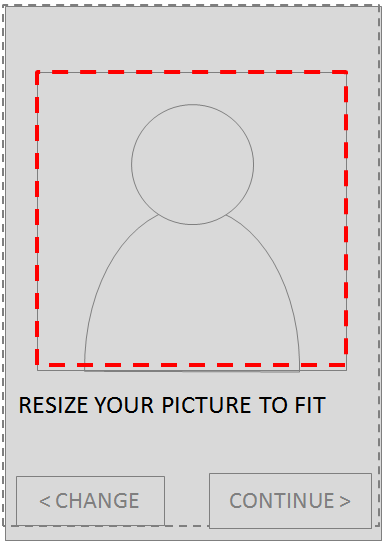 RESIZE YOUR PICTURE TO FIT
< CHANGE
CONTINUE >